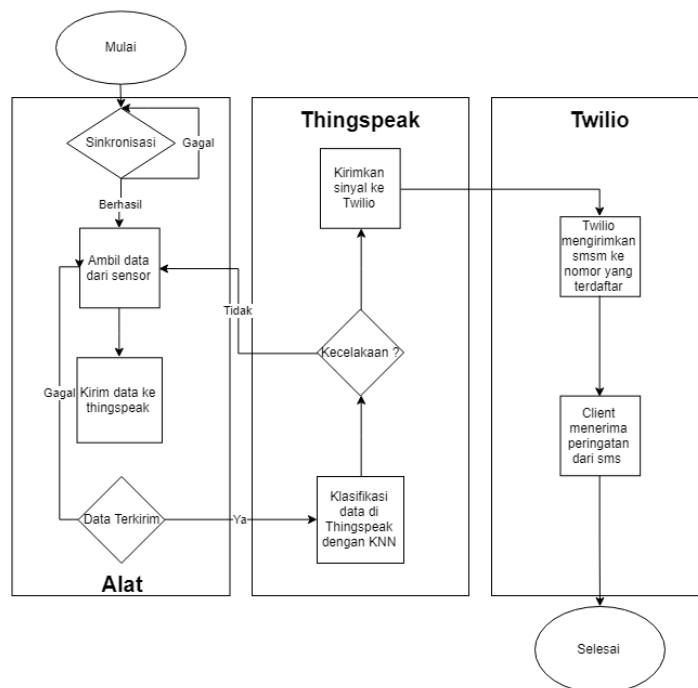 Mulai
Thingspeak
Twilio
Sinkronisasi
Gagal
Berhasil
Ambil data
dari sensor
Kirim data ke
thingspeak
Gagal
Data Terkirim
Ya
Alat
Kirimkan
sinyal ke
Twilio
Tidak
Kecelakaan ?
Klasifikasi
data di
Thingspeak
dengan KNN
Twilio
mengirimkan
smsm ke
nomor yang
terdaftar
Client
menerima
peringatan
dari sms
Selesai